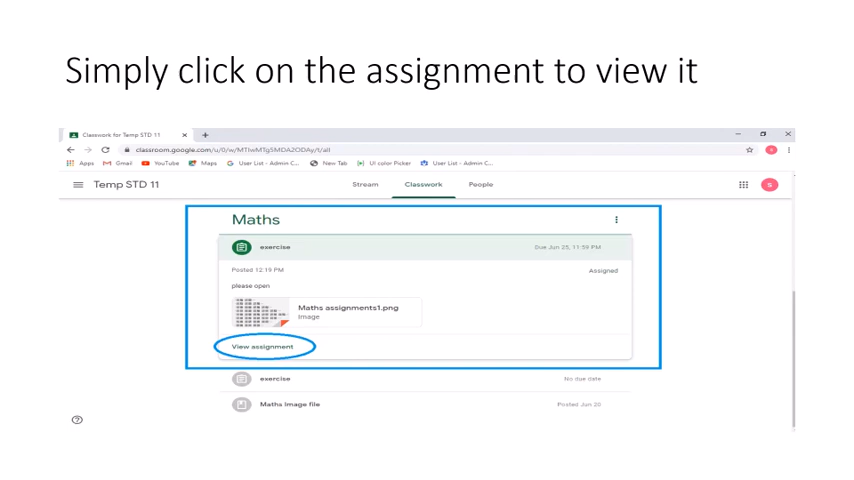 Simply click on the assignment to view it
Classwork for Temp STD 11
classroom.google.com/u/0/w/MTIwMTg5MDA2ODAy/t/all
Apps Gmail YouTube Maps User List - Admin C... New Tab UI color Picker User List - Admin C...
Temp STD 11 Stream Classwork People S
Maths
exercise Due Jun 25, 11:59 PM
Posted 12:19 PM Assigned
please open
Maths assignments1.png
Image
View assignment
exercise No due date
Maths Image file Posted Jun 20